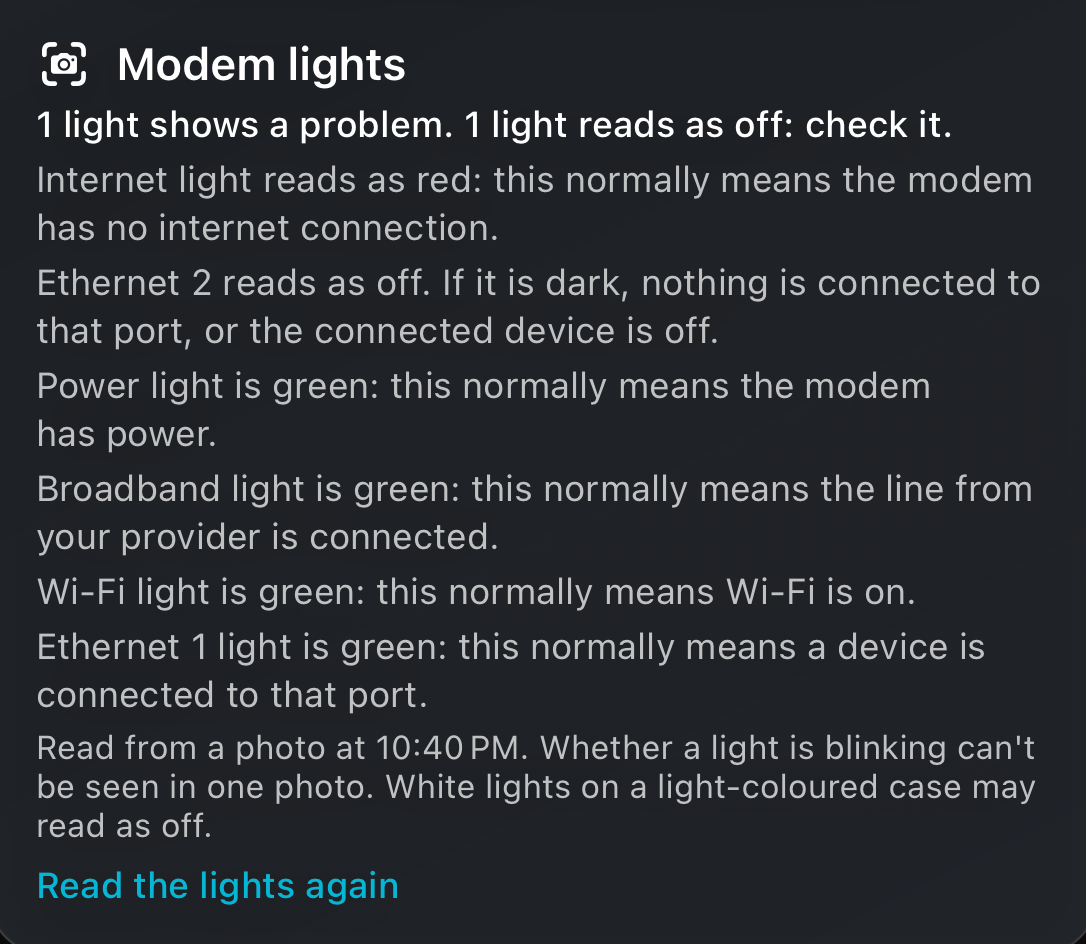 Modem lights
1 light shows a problem. 1 light reads as off: check it.
Internet light reads as red: this normally means the modem
has no internet connection.
Ethernet 2 reads as off. If it is dark, nothing is connected to
that port, or the connected device is off.
Power light is green: this normally means the modem
has power.
Broadband light is green: this normally means the line from
your provider is connected.
Wi-Fi light is green: this normally means Wi-Fi is on.
Ethernet 1 light is green: this normally means a device is
connected to that port.
Read from a photo at 10:40 PM. Whether a light is blinking can't
be seen in one photo. White lights on a light-coloured case may
read as off.
Read the lights again